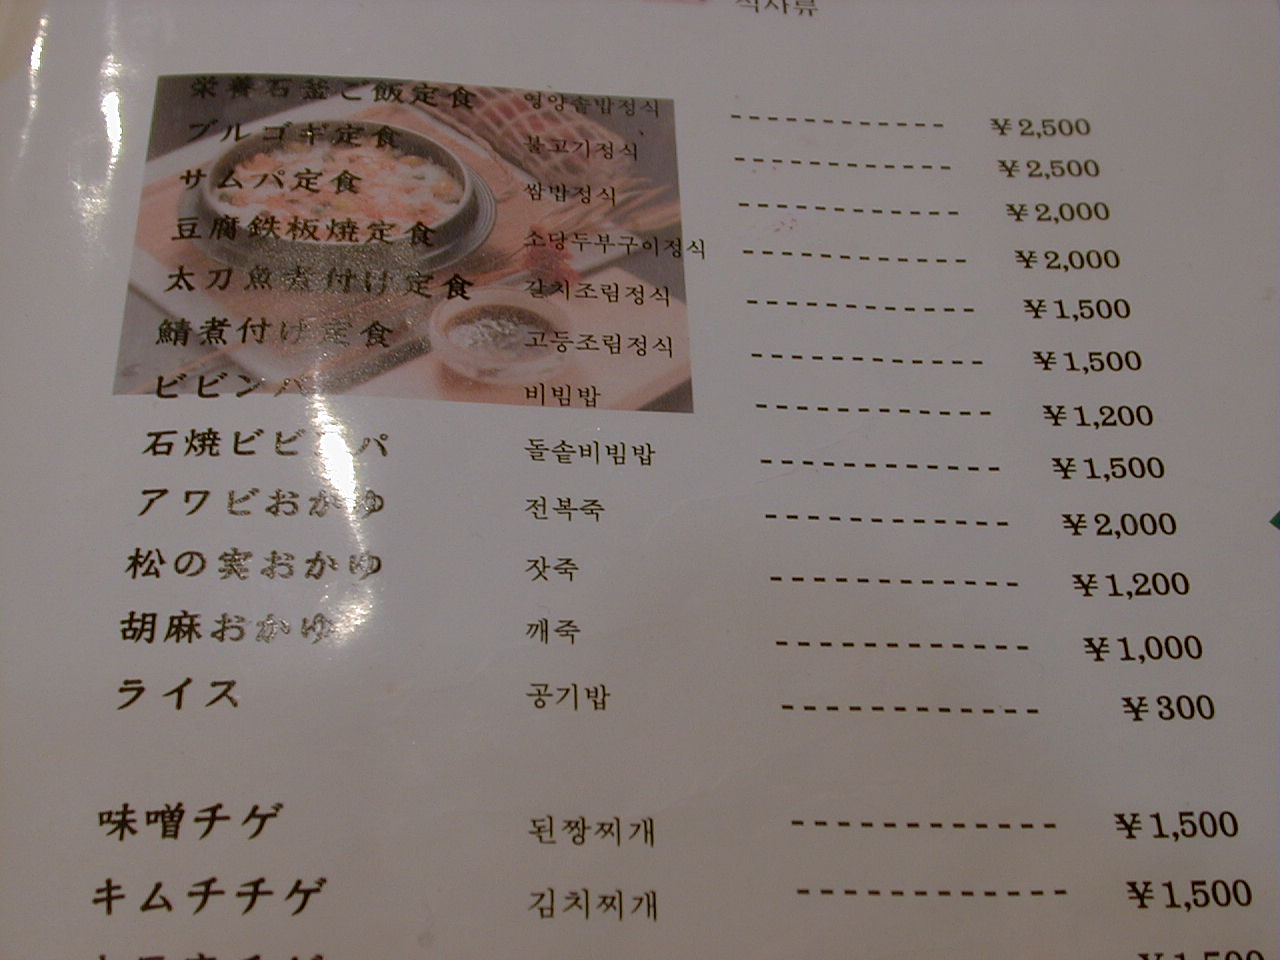 식사류
栄養石釜ご飯定食 영양솥밥정식 ------------ ¥2,500
ブルゴギ定食 불고기정식 ------------ ¥2,500
サムパ定食 쌈밥정식 ------------ ¥2,000
豆腐鉄板焼定食 소당두부구이정식 ------------ ¥2,000
太刀魚煮付け定食 갈치조림정식 ------------ ¥1,500
鯖煮付け定食 고등조림정식 ------------ ¥1,500
ビビンバ 비빔밥 ------------ ¥1,200
石焼ビビンパ 돌솥비빔밥 ------------ ¥1,500
アワビおかゆ 전복죽 ------------ ¥2,000
松の実おかゆ 잣죽 ------------ ¥1,200
胡麻おかゆ 깨죽 ------------ ¥1,000
ライス 공기밥 ------------ ¥300
味噌チゲ 된짱찌개 ------------ ¥1,500
キムチチゲ 김치찌개 ------------ ¥1,500